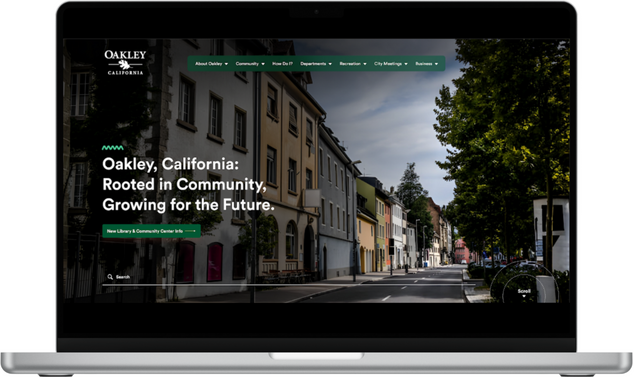 OAKLEY
CALIFORNIA
About Oakley Community How Do I? Departments Recreation City Meetings Business
Oakley, California:
Rooted in Community,
Growing for the Future.
New Library & Community Center Info
Search
Scroll